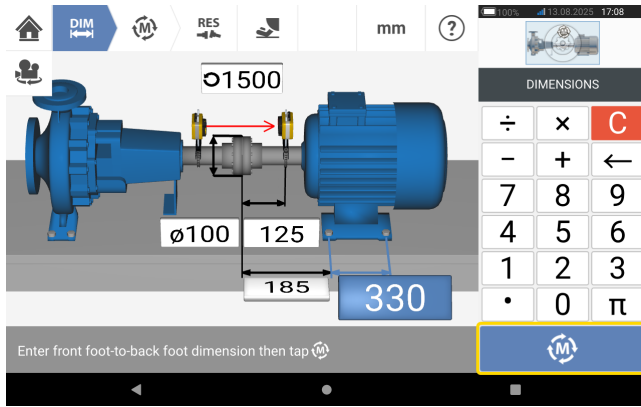 DIM
M
RES
mm
?
100%
13.08.2025 17:08
1500
DIMENSIONS
÷ × C
− + ←
7 8 9
4 5 6
1 2 3
. 0 π
ø100
125
185
330
Enter front foot-to-back foot dimension then tap M
M